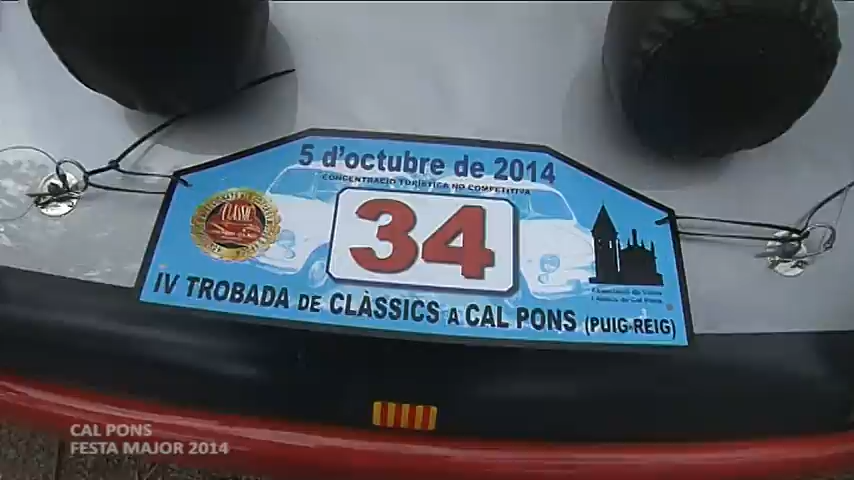 5 d'octubre de 2014
CONCENTRACIÓ TURÍSTICA NO COMPETITIVA
CLÀSSIC
34
IV TROBADA DE CLÀSSICS A CAL PONS (PUIG-REIG)
CAL PONS
FESTA MAJOR 2014